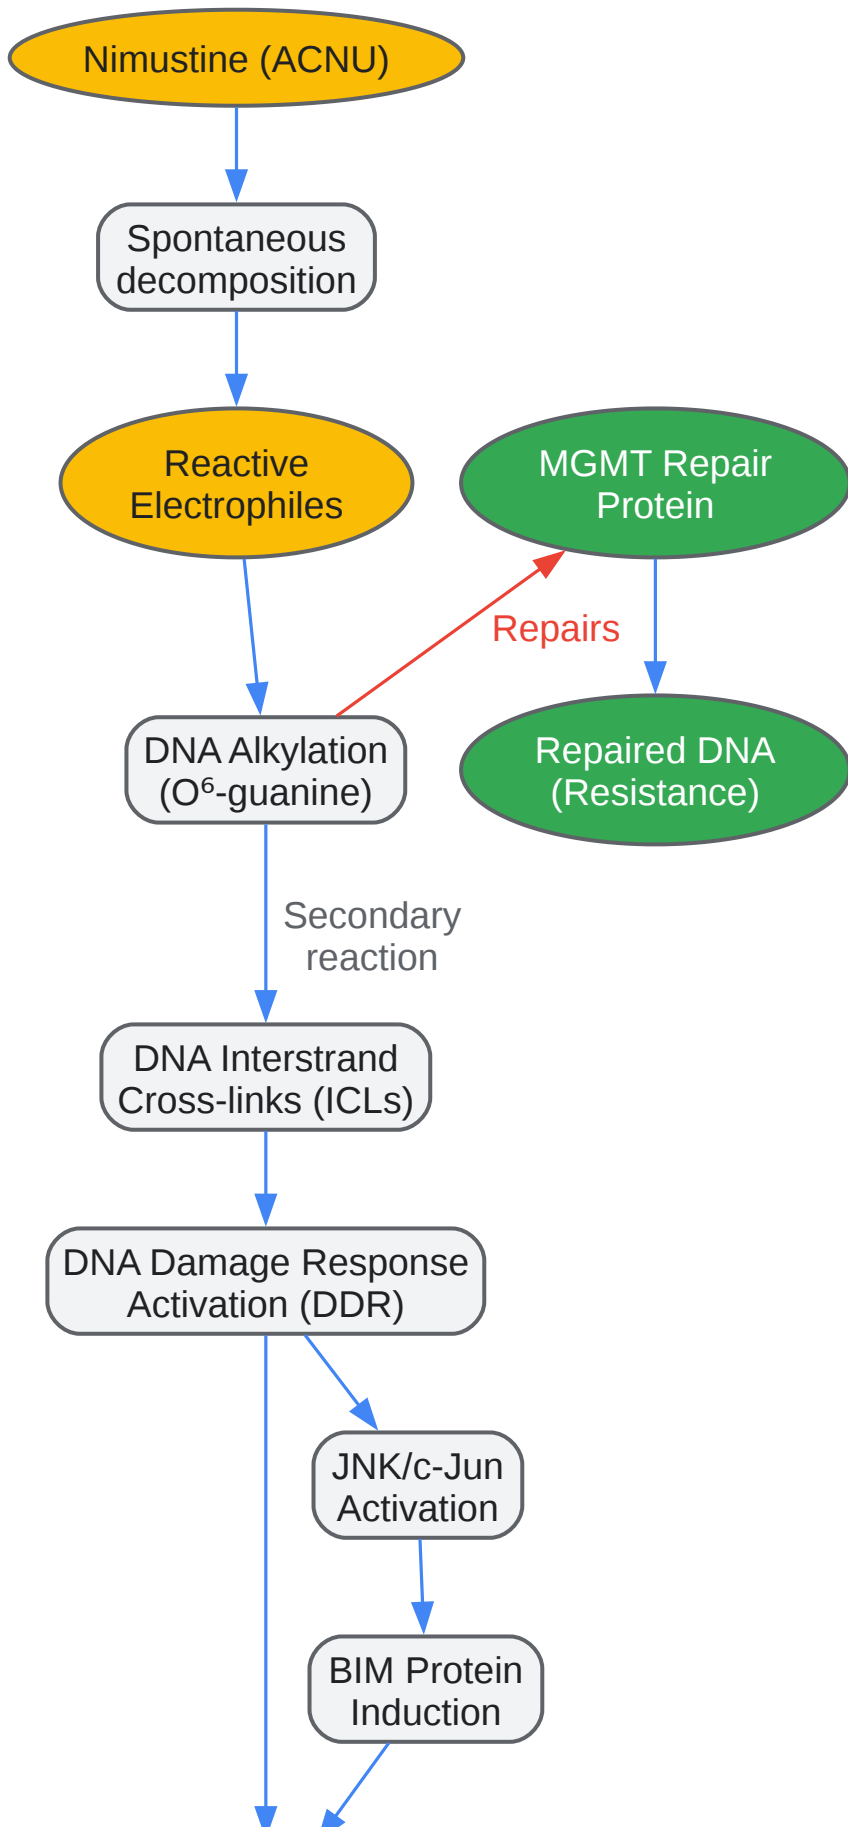 Nimustine (ACNU)
Spontaneous
decomposition
Reactive
Electrophiles
MGMT Repair
Protein
Repairs
DNA Alkylation
(O⁶-guanine)
Repaired DNA
(Resistance)
Secondary
reaction
DNA Interstrand
Cross-links (ICLs)
DNA Damage Response
Activation (DDR)
JNK/c-Jun
Activation
BIM Protein
Induction